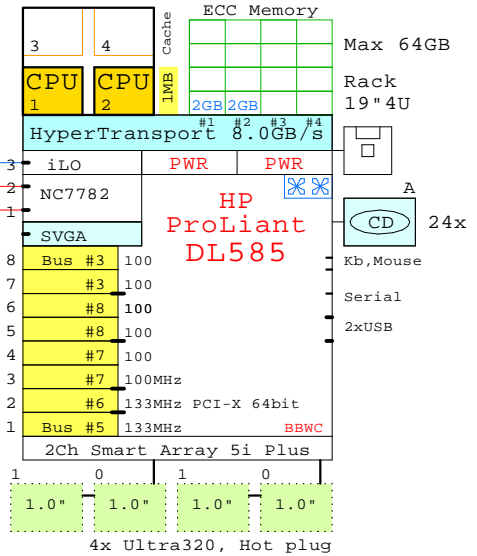 ECC Memory
3 4 Cache Max 64GB
CPU CPU 1MB Rack
1 2 2GB 2GB 19"4U
#1 #2 #3 #4
HyperTransport 8.0GB/s
3 iLO PWR PWR
2 NC7782
1
HP
ProLiant
DL585
A
CD 24x
SVGA
8 Bus #3 100 Kb,Mouse
7 #3 100
Serial
6 #8 100
5 #8 100 2xUSB
4 #7 100
3 #7 100MHz
2 #6 133MHz PCI-X 64bit
1 Bus #5 133MHz BBWC
2Ch Smart Array 5i Plus
1 0 1 0
1.0" 1.0" 1.0" 1.0"
4x Ultra320, Hot plug